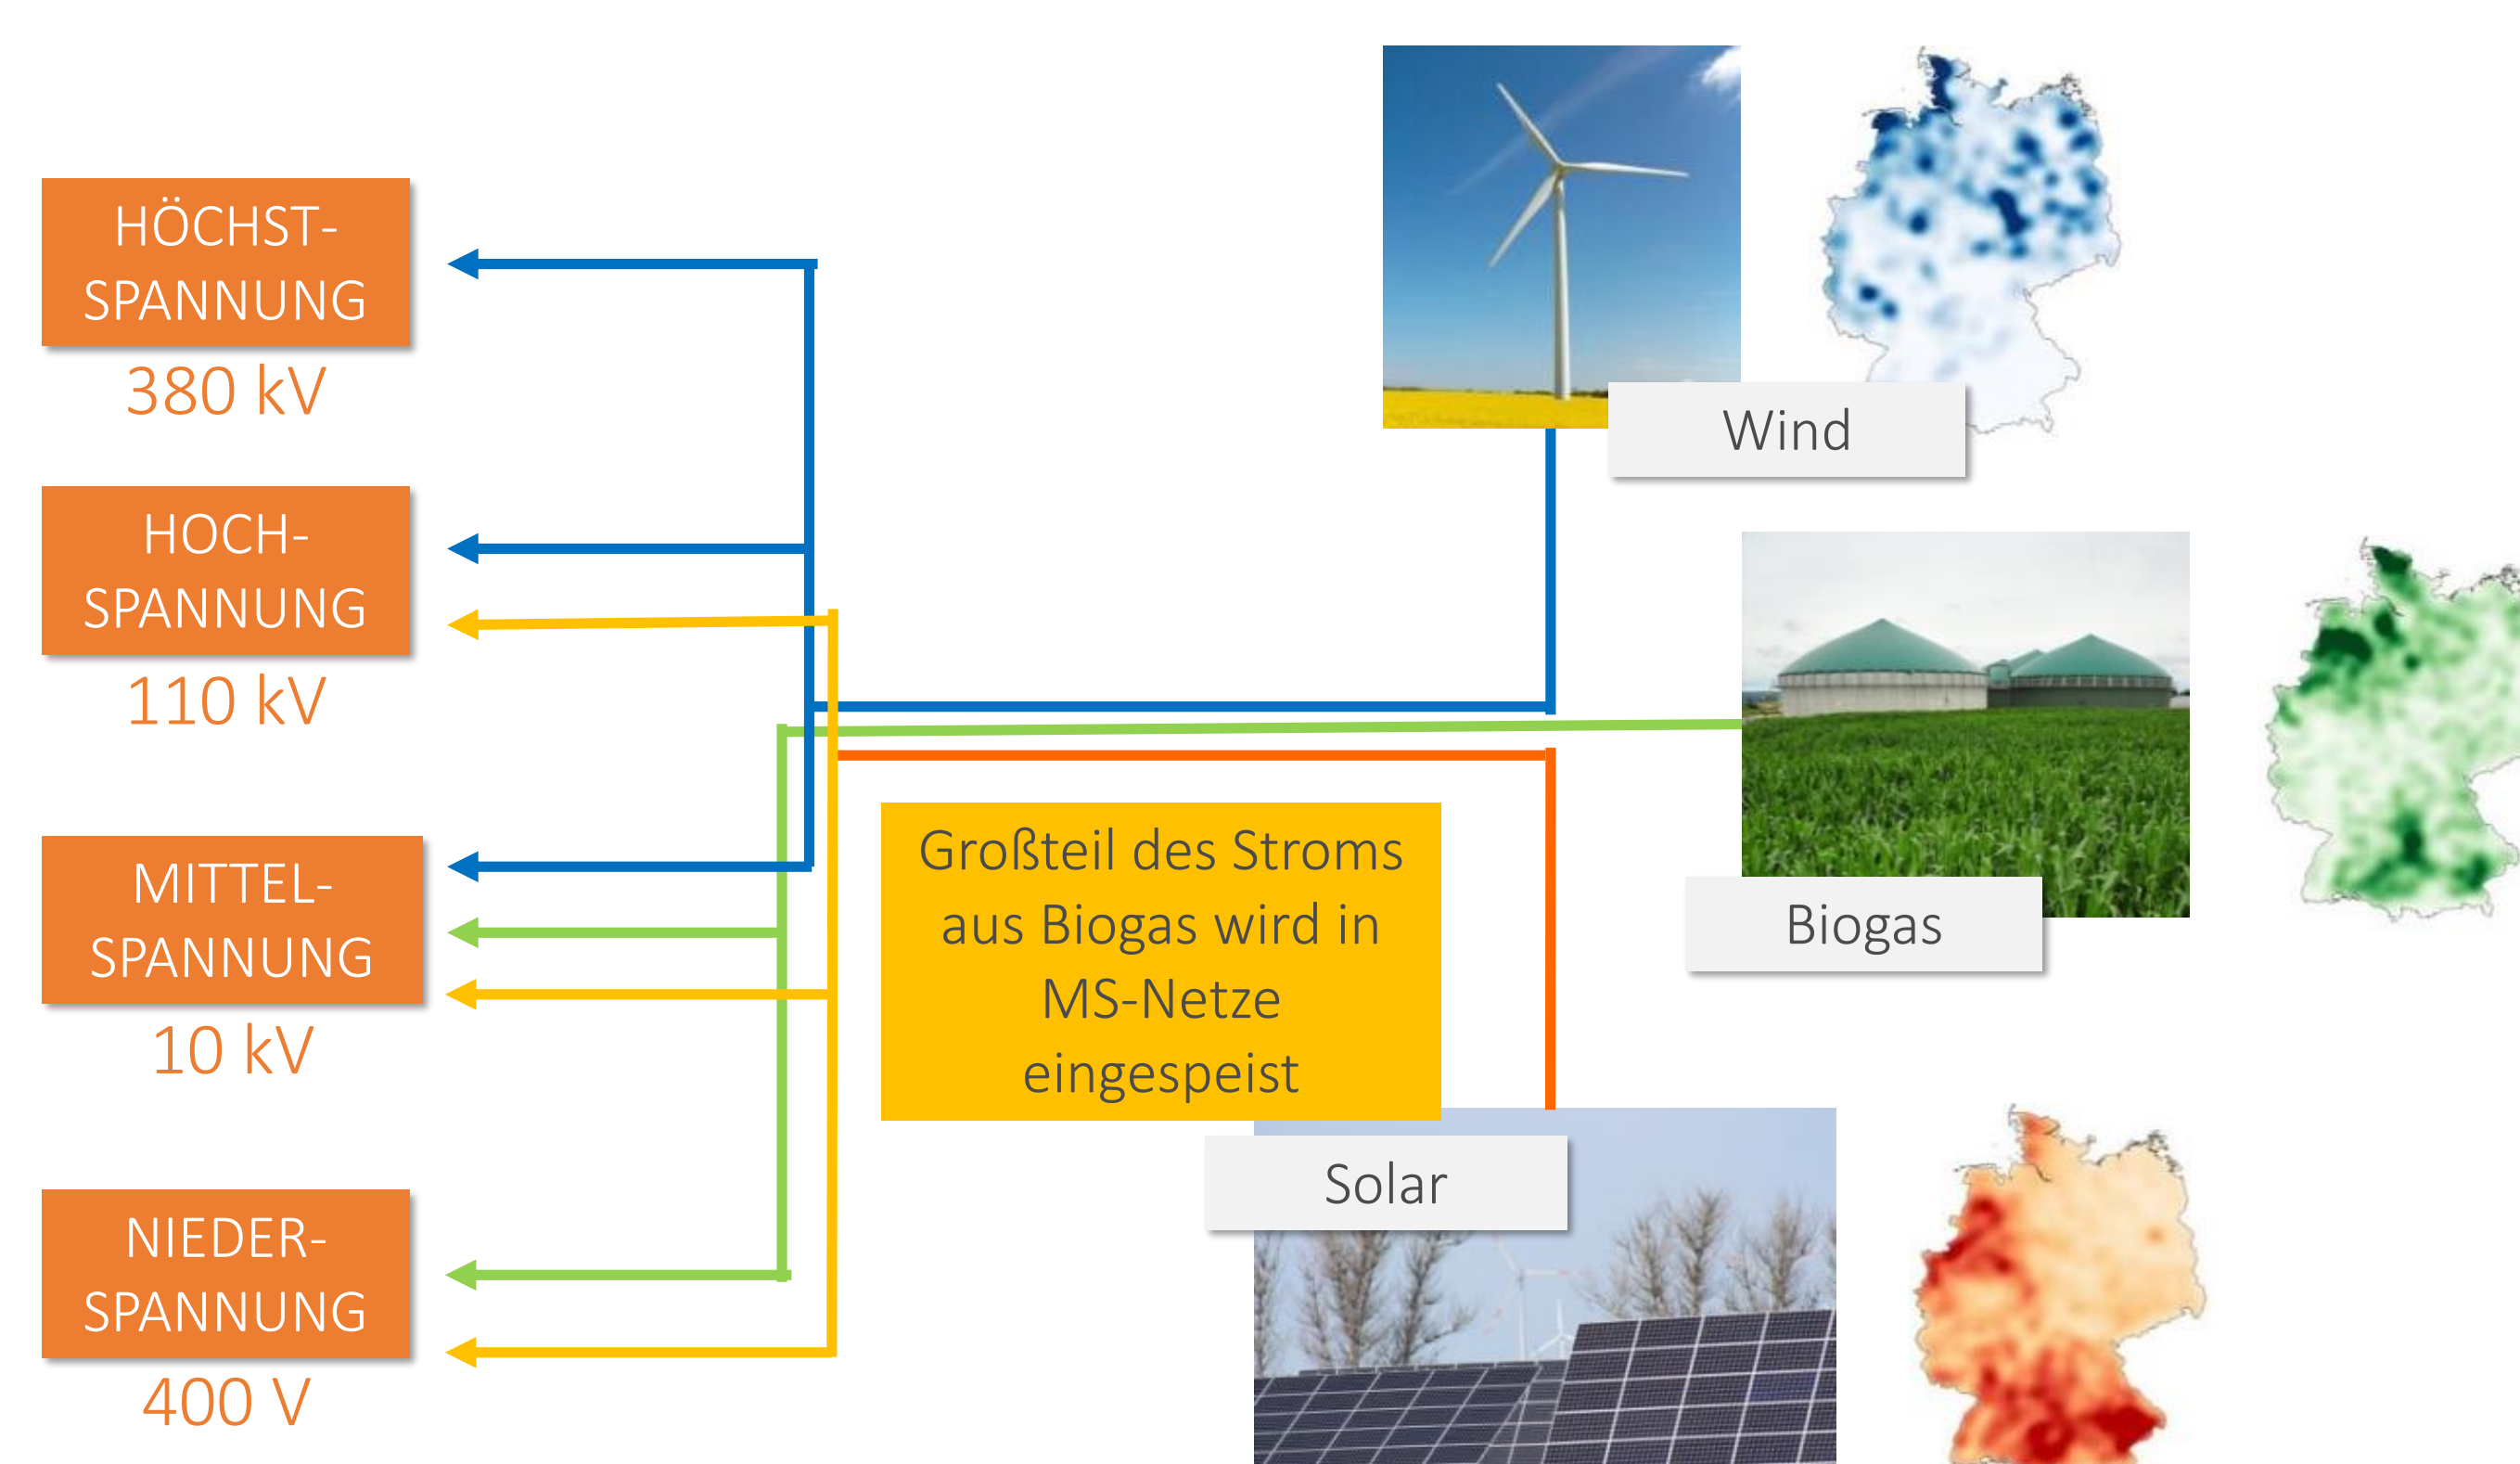 HÖCHST-
SPANNUNG
380 kV
HOCH-
SPANNUNG
110 kV
MITTEL-
SPANNUNG
10 kV
NIEDER-
SPANNUNG
400 V
Wind
Biogas
Großteil des Stroms
aus Biogas wird in
MS-Netze
eingespeist
Solar